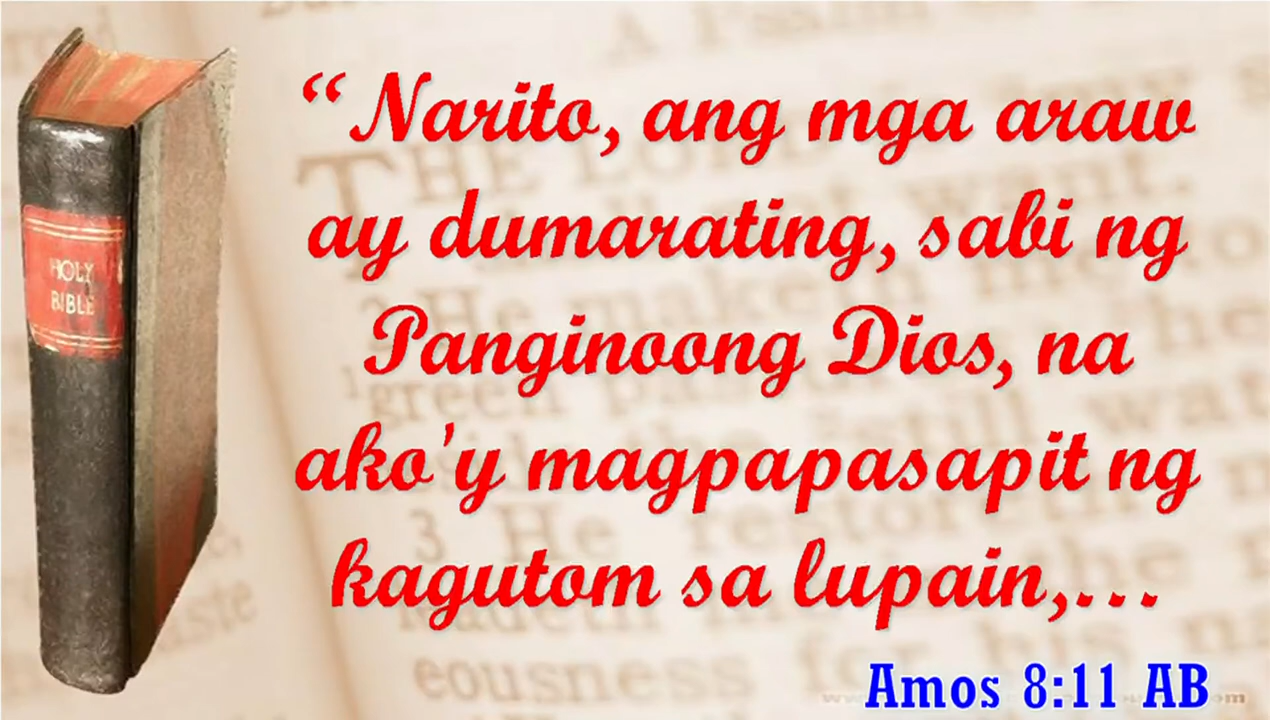 HOLY
BIBLE
“Narito, ang mga araw
ay dumarating, sabi ng
Panginoong Dios, na
ako'y magpapasapit ng
kagutom sa lupain,...
Amos 8:11 AB